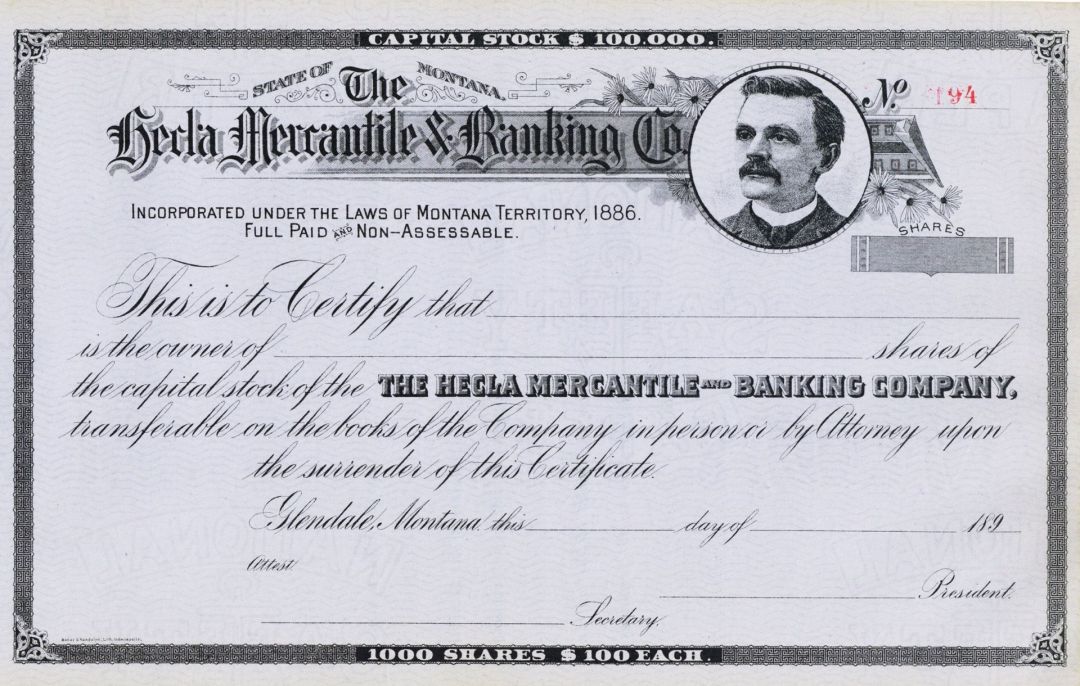 CAPITAL STOCK $ 100,000.
STATE OF MONTANA.
The
Hecla Mercantile & Banking Co.
No 194
INCORPORATED UNDER THE LAWS OF MONTANA TERRITORY, 1886.
FULL PAID AND NON-ASSESSABLE.
SHARES
This is to Certify that
is the owner of shares of
the capital stock of the THE HECLA MERCANTILE AND BANKING COMPANY,
transferable on the books of the Company in person or by Attorney upon
the surrender of this Certificate.
Glendale, Montana this day of 189
Attest:
President.
Secretary.
1000 SHARES $ 100 EACH.